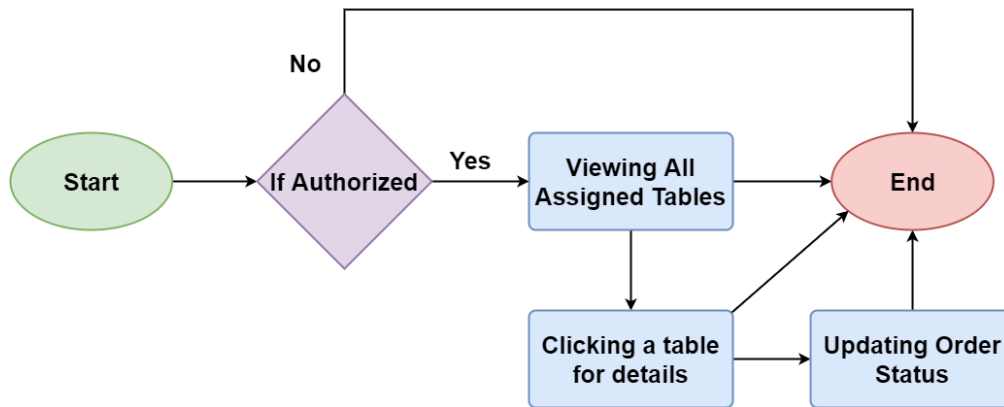 No
Start
If Authorized
Yes
Viewing All
Assigned Tables
End
Clicking a table
for details
Updating Order
Status